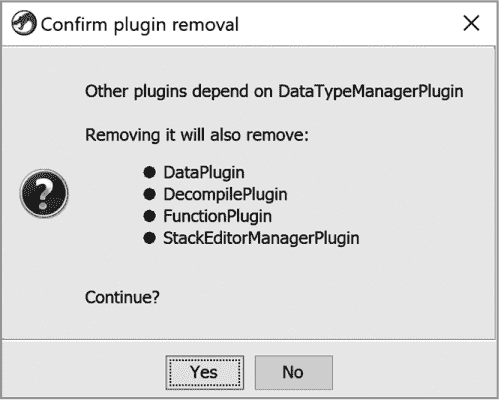 Confirm plugin removal
Other plugins depend on DataTypeManagerPlugin
Removing it will also remove:
● DataPlugin
● DecompilePlugin
● FunctionPlugin
● StackEditorManagerPlugin
Continue?
Yes No